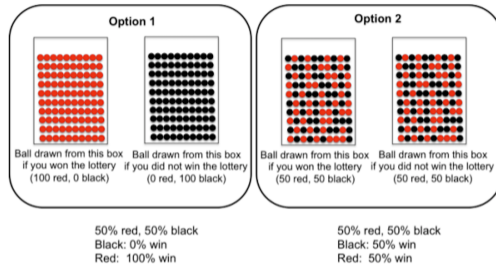 Option 1
Ball drawn from this box
if you won the lottery
(100 red, 0 black)
Ball drawn from this box
if you did not win the lottery
(0 red, 100 black)
50% red, 50% black
Black: 0% win
Red: 100% win
Option 2
Ball drawn from this box
if you won the lottery
(50 red, 50 black)
Ball drawn from this box
if you did not win the lottery
(50 red, 50 black)
50% red, 50% black
Black: 50% win
Red: 50% win